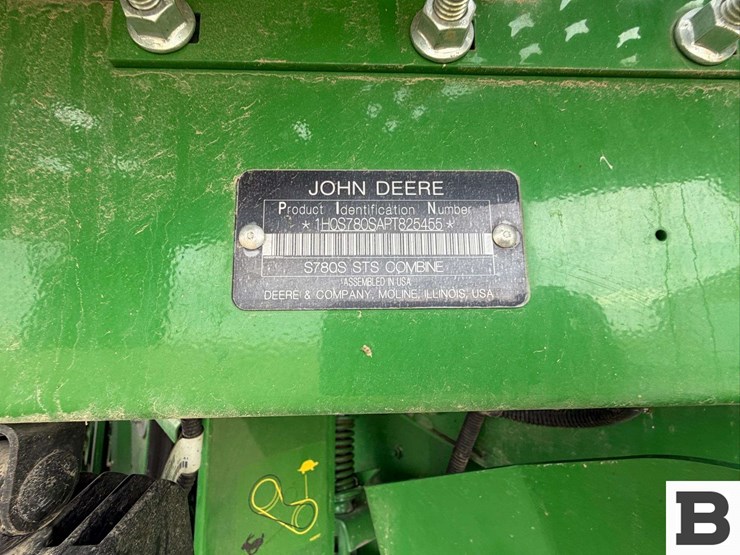 JOHN DEERE
Product Identification Number
*1H0S780SAPT825455*
S780S STS COMBINE
ASSEMBLED IN USA
DEERE & COMPANY, MOLINE, ILLINOIS, USA
B